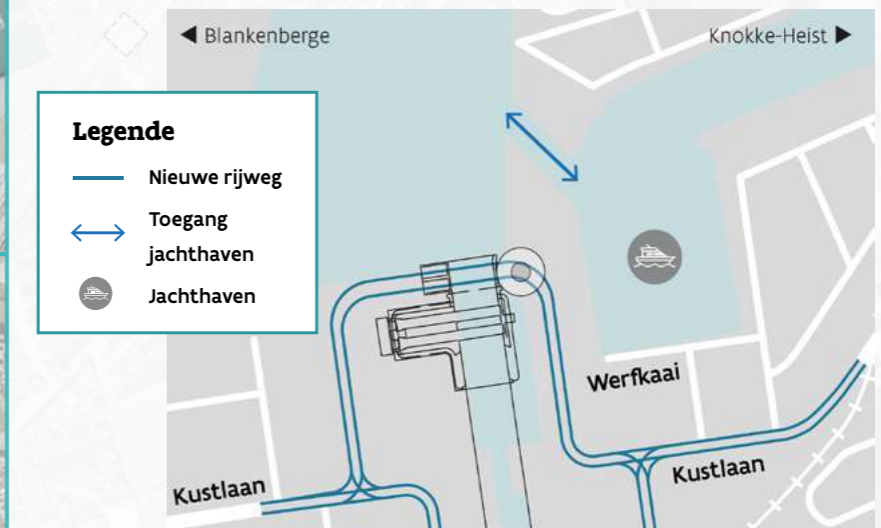 ◀ Blankenberge
Knokke-Heist ▶
Legende
Nieuwe rijweg
Toegang
jachthaven
Jachthaven
Werfkaai
Kustlaan
Kustlaan